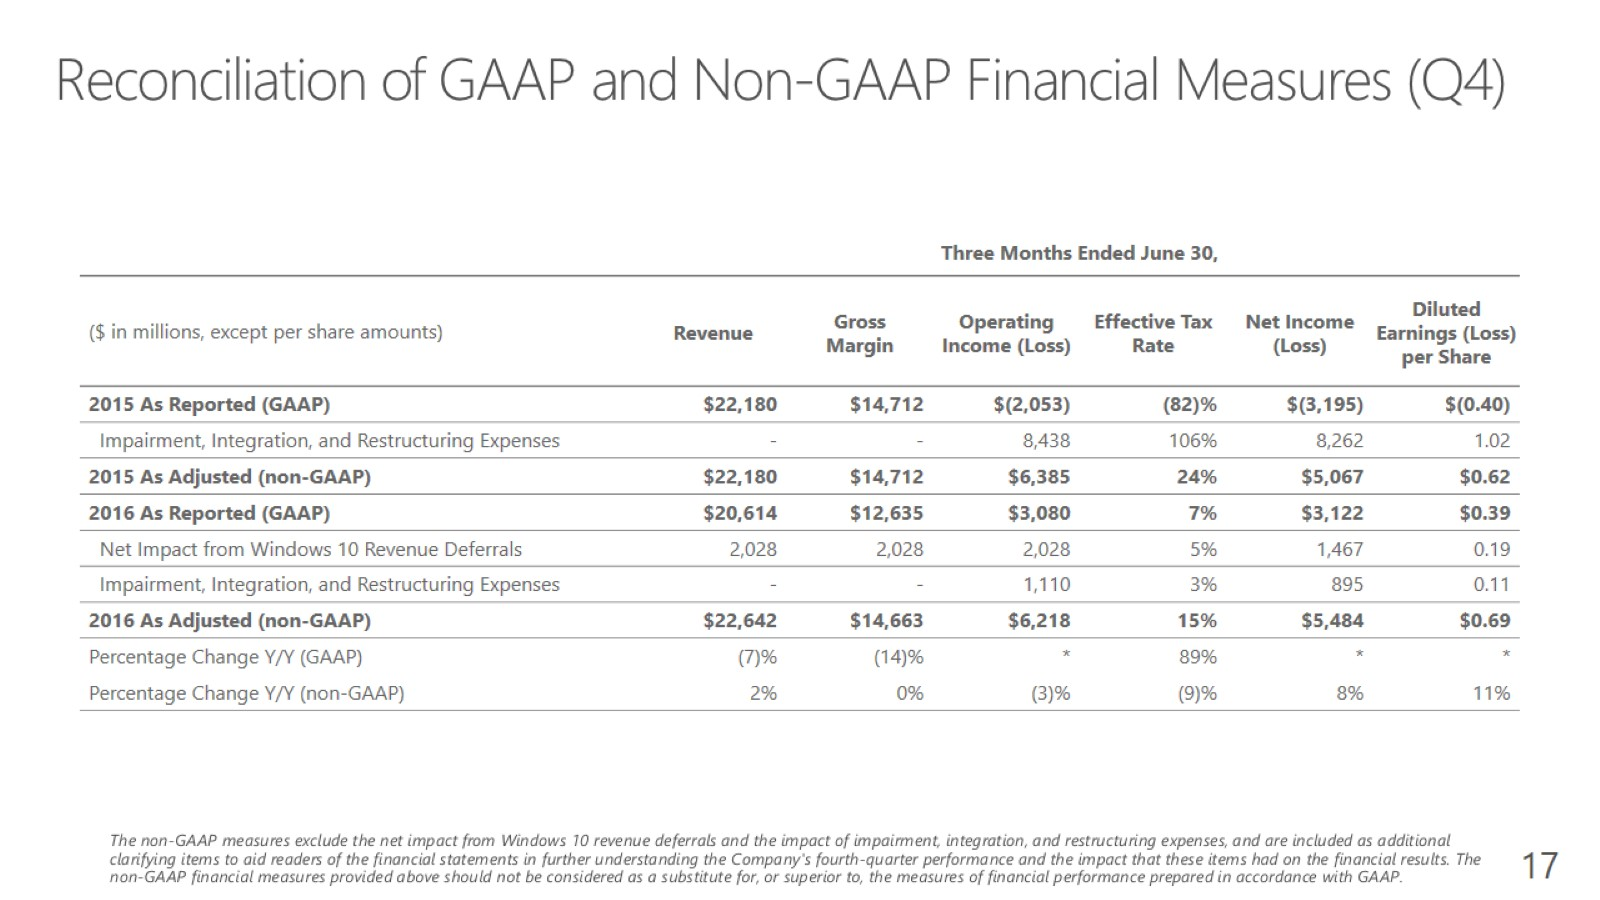 Reconciliation of GAAP and Non-GAAP Financial Measures (Q4)
Three Months Ended June 30,
($ in millions, except per share amounts) Revenue Gross Margin Operating Income (Loss) Effective Tax Rate Net Income (Loss) Diluted Earnings (Loss) per Share
2015 As Reported (GAAP) $22,180 $14,712 $(2,053) (82)% $(3,195) $(0.40)
Impairment, Integration, and Restructuring Expenses - - 8,438 106% 8,262 1.02
2015 As Adjusted (non-GAAP) $22,180 $14,712 $6,385 24% $5,067 $0.62
2016 As Reported (GAAP) $20,614 $12,635 $3,080 7% $3,122 $0.39
Net Impact from Windows 10 Revenue Deferrals 2,028 2,028 2,028 5% 1,467 0.19
Impairment, Integration, and Restructuring Expenses - - 1,110 3% 895 0.11
2016 As Adjusted (non-GAAP) $22,642 $14,663 $6,218 15% $5,484 $0.69
Percentage Change Y/Y (GAAP) (7)% (14)% * 89% * *
Percentage Change Y/Y (non-GAAP) 2% 0% (3)% (9)% 8% 11%
The non-GAAP measures exclude the net impact from Windows 10 revenue deferrals and the impact of impairment, integration, and restructuring expenses, and are included as additional
clarifying items to aid readers of the financial statements in further understanding the Company's fourth-quarter performance and the impact that these items had on the financial results. The
non-GAAP financial measures provided above should not be considered as a substitute for, or superior to, the measures of financial performance prepared in accordance with GAAP.
17